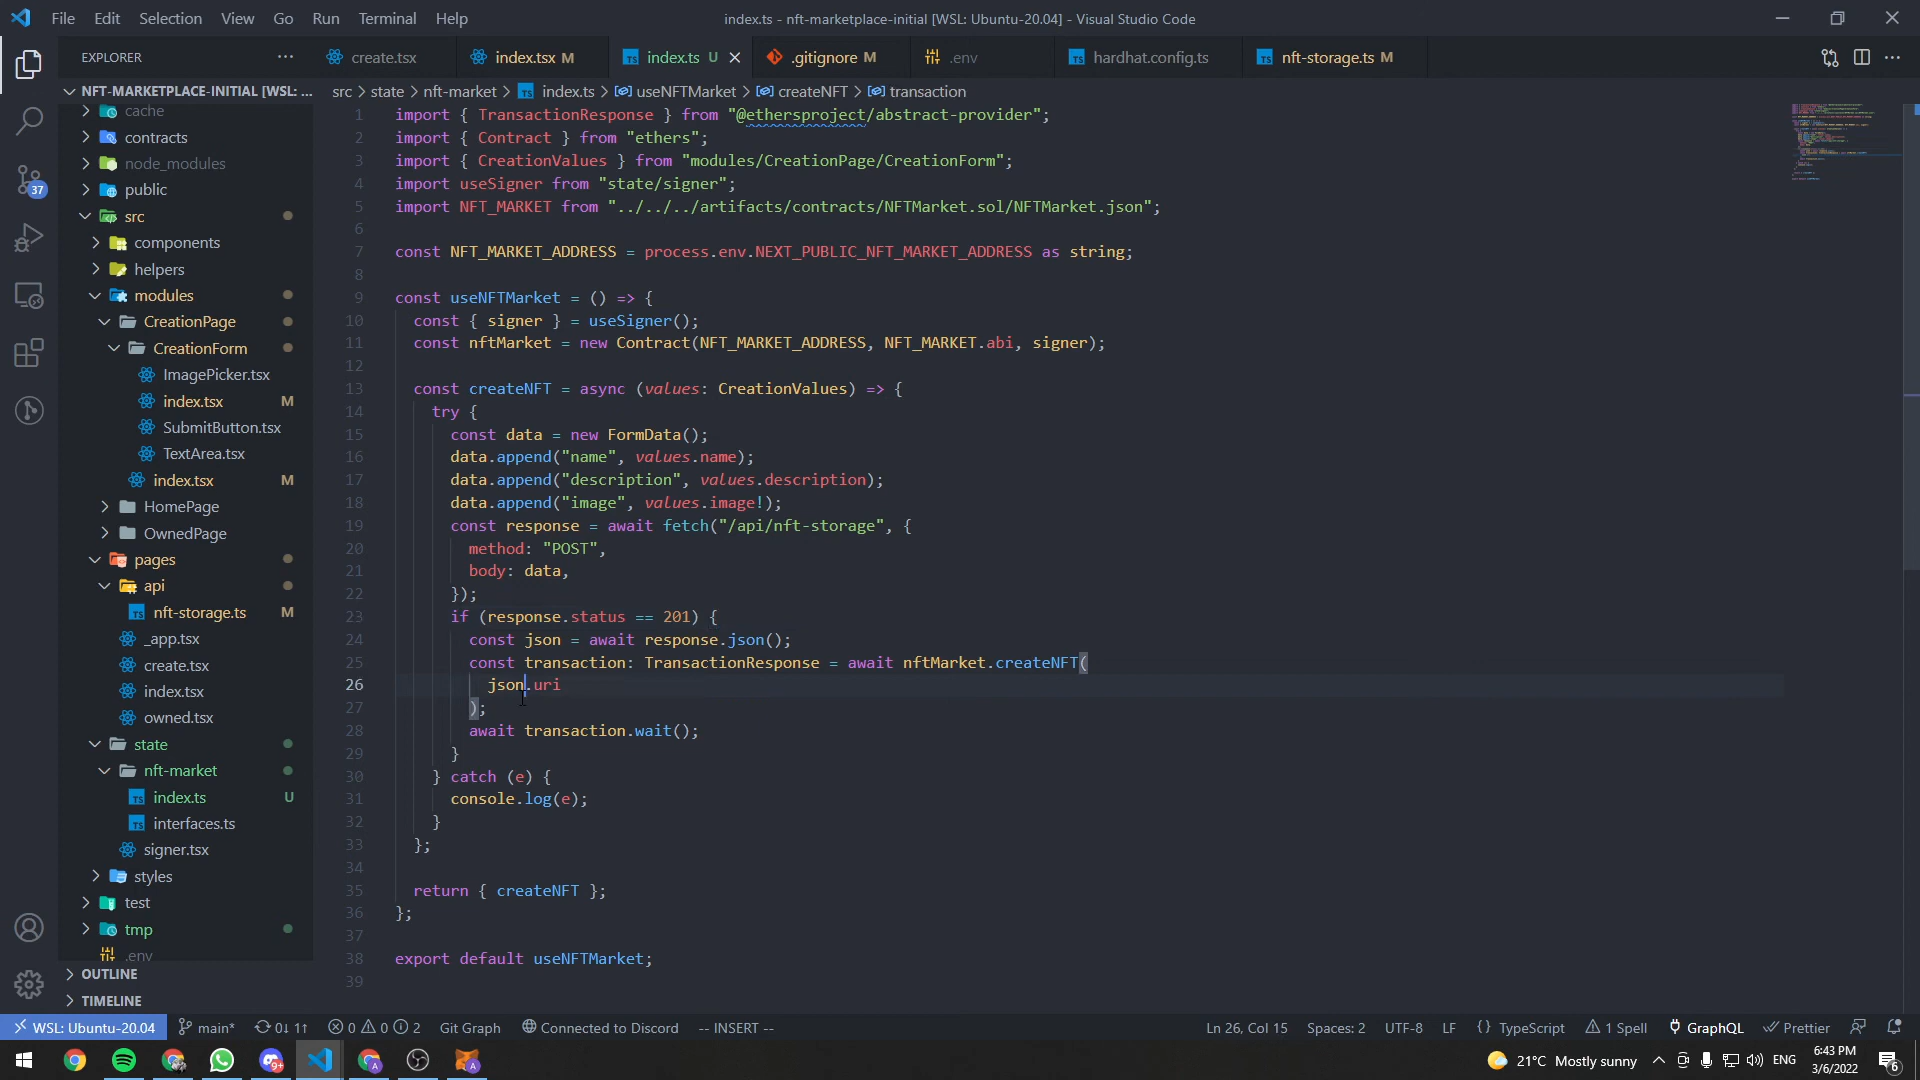 File Edit Selection View Go Run Terminal Help
index.ts - nft-marketplace-initial [WSL: Ubuntu-20.04] - Visual Studio Code
EXPLORER
create.tsx
index.tsx M
index.ts U
.gitignore M
.env
hardhat.config.ts
nft-storage.ts M
NFT-MARKETPLACE-INITIAL [WSL: ...
src > state > nft-market > index.ts > useNFTMarket > createNFT > transaction
cache
contracts
node_modules
public
src
components
helpers
modules
CreationPage
CreationForm
ImagePicker.tsx
index.tsx M
SubmitButton.tsx
TextArea.tsx
index.tsx M
HomePage
OwnedPage
pages
api
nft-storage.ts M
_app.tsx
create.tsx
index.tsx
owned.tsx
state
nft-market
index.ts U
interfaces.ts
signer.tsx
styles
test
tmp
.env
OUTLINE
TIMELINE
37
1 import { TransactionResponse } from "@ethersproject/abstract-provider";
2 import { Contract } from "ethers";
3 import { CreationValues } from "modules/CreationPage/CreationForm";
4 import useSigner from "state/signer";
5 import NFT_MARKET from "../../../artifacts/contracts/NFTMarket.sol/NFTMarket.json";
6
7 const NFT_MARKET_ADDRESS = process.env.NEXT_PUBLIC_NFT_MARKET_ADDRESS as string;
8
9 const useNFTMarket = () => {
10 const { signer } = useSigner();
11 const nftMarket = new Contract(NFT_MARKET_ADDRESS, NFT_MARKET.abi, signer);
12
13 const createNFT = async (values: CreationValues) => {
14 try {
15 const data = new FormData();
16 data.append("name", values.name);
17 data.append("description", values.description);
18 data.append("image", values.image!);
19 const response = await fetch("/api/nft-storage", {
20 method: "POST",
21 body: data,
22 });
23 if (response.status == 201) {
24 const json = await response.json();
25 const transaction: TransactionResponse = await nftMarket.createNFT(
26 json.uri
27 );
28 await transaction.wait();
29 }
30 } catch (e) {
31 console.log(e);
32 }
33 };
34
35 return { createNFT };
36 };
37
38 export default useNFTMarket;
39
WSL: Ubuntu-20.04 main* 0↓ 1↑ 0 0 2 Git Graph Connected to Discord -- INSERT --
Ln 26, Col 15 Spaces: 2 UTF-8 LF {} TypeScript 1 Spell GraphQL Prettier
9+
21°C Mostly sunny
ENG
6:43 PM
3/6/2022
6